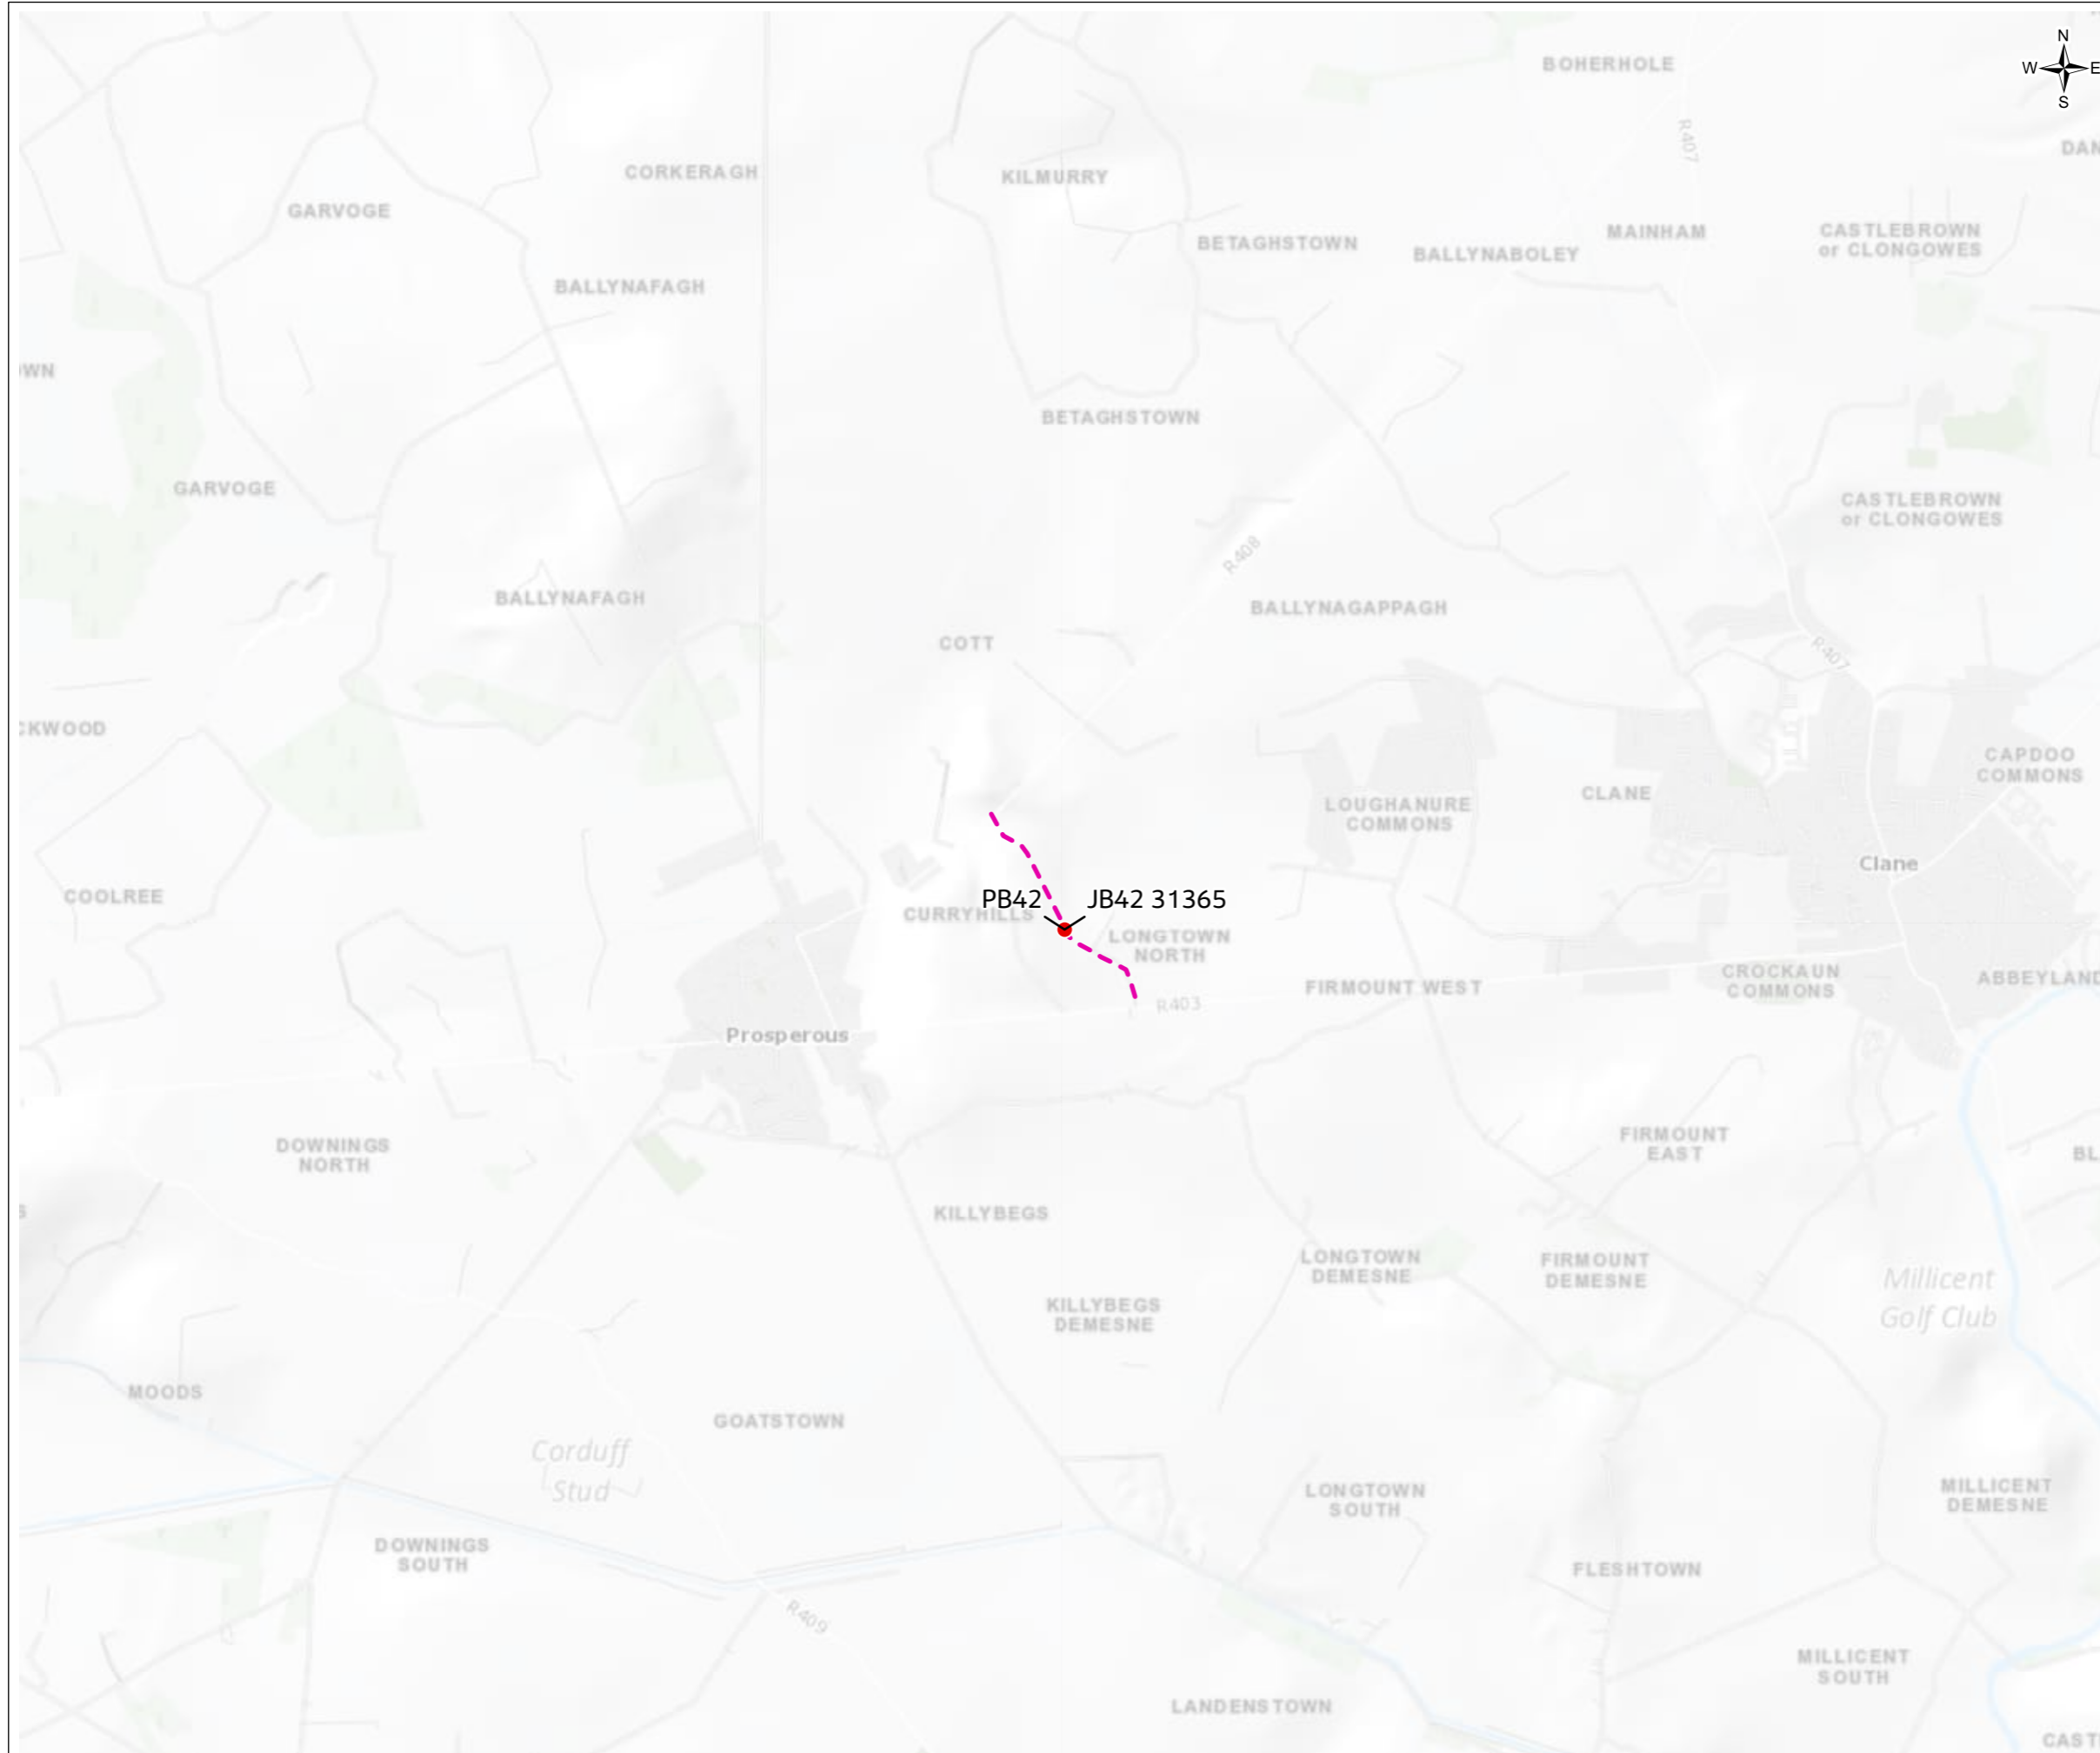 N
BOHERHOLE
W
E
S
R407
DAN
CORKERAGH
KILMURRY
GARVOGE
MAINHAM
CASTLEBROWN
or CLONGOWES
BETAGHSTOWN
BALLYNABOLEY
BALLYNAFAGH
OWN
BETAGHSTOWN
GARVOGE
CASTLEBROWN
or CLONGOWES
R408
BALLYNAFAGH
BALLYNAGAPPAGH
COTT
R407
CKWOOD
CAPDOO
COMMONS
CLANE
LOUGHANURE
COMMONS
Clane
COOLREE
PB42
JB42 31365
CURRYHILLS
LONGTOWN
NORTH
FIRMOUNT WEST
CROCKAUN
COMMONS
ABBEYLAND
R403
Prosperous
DOWNINGS
NORTH
FIRMOUNT
EAST
BL
S
KILLYBEGS
LONGTOWN
DEMESNE
FIRMOUNT
DEMESNE
Millicent
Golf Club
KILLYBEGS
DEMESNE
MOODS
GOATSTOWN
Corduff
Stud
LONGTOWN
SOUTH
MILLICENT
DEMESNE
DOWNINGS
SOUTH
FLESHTOWN
R409
MILLICENT
SOUTH
LANDENSTOWN
CAST